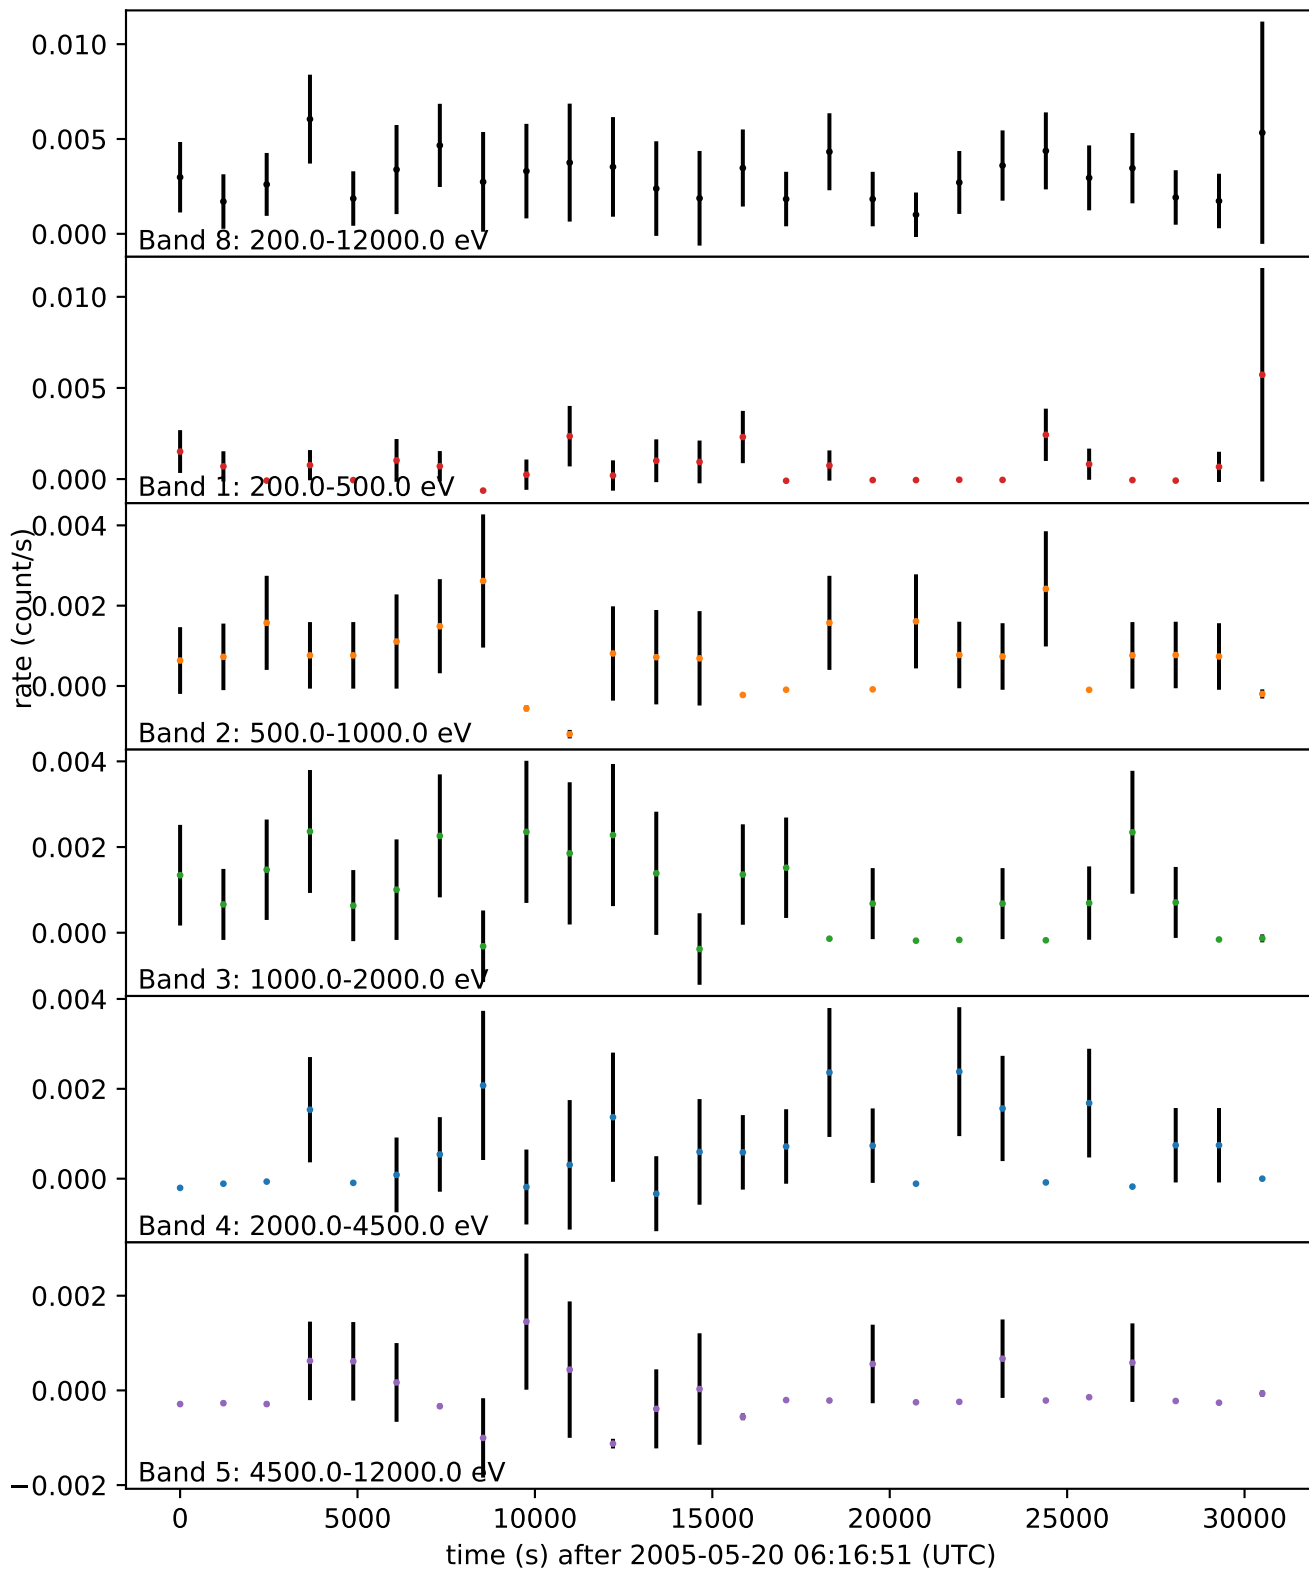 0.010
0.005
0.000
Band 8: 200.0-12000.0 eV
0.010
0.005
0.000
Band 1: 200.0-500.0 eV
0.004
0.002
0.000
Band 2: 500.0-1000.0 eV
rate (count/s)
0.004
0.002
0.000
Band 3: 1000.0-2000.0 eV
0.004
0.002
0.000
Band 4: 2000.0-4500.0 eV
0.002
0.000
−0.002
Band 5: 4500.0-12000.0 eV
0 5000 10000 15000 20000 25000 30000
time (s) after 2005-05-20 06:16:51 (UTC)